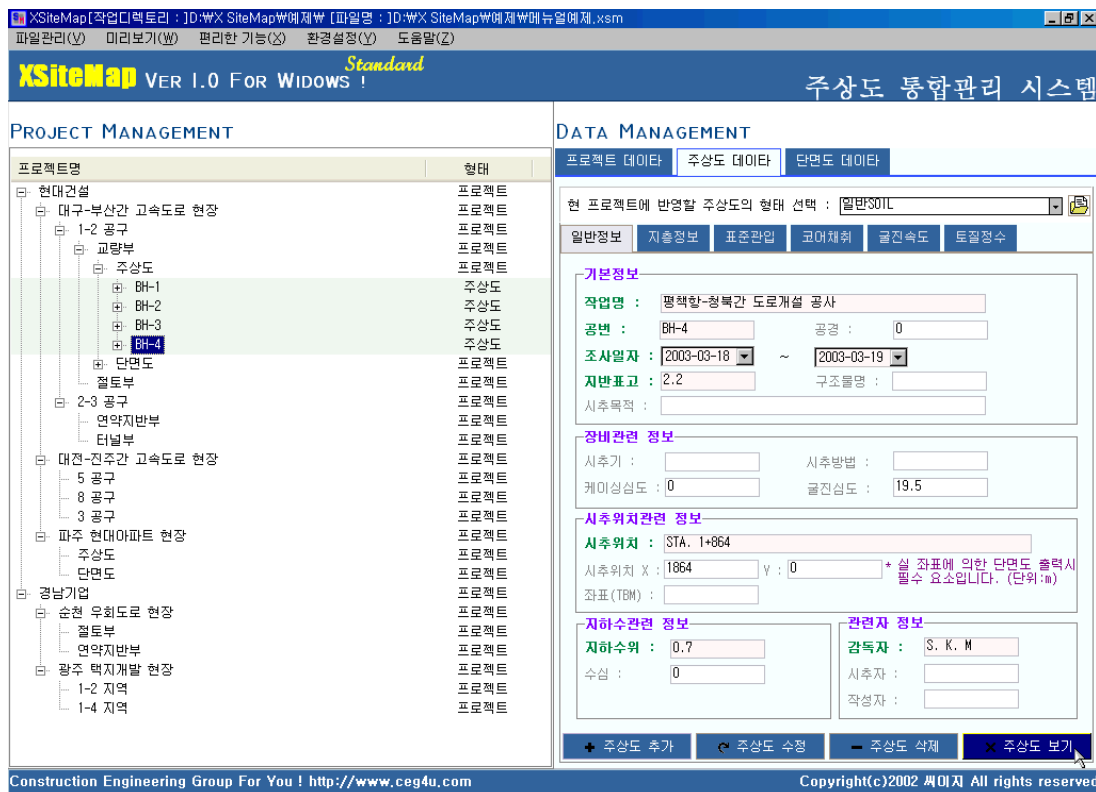 XSiteMap[작업디렉토리 : ]D:₩X SiteMap₩예제₩ [파일명 : ]D:₩X SiteMap₩예제₩메뉴얼예제.xsm
파일관리(V) 미리보기(W) 편리한 기능(X) 환경설정(Y) 도움말(Z)
XSiteMap VER 1.0 FOR WIDOWS ! Standard
주상도 통합관리 시스템
PROJECT MANAGEMENT
프로젝트명 형태
현대건설 프로젝트
대구-부산간 고속도로 현장 프로젝트
1-2 공구 프로젝트
교량부 프로젝트
주상도 프로젝트
BH-1 주상도
BH-2 주상도
BH-3 주상도
BH-4 주상도
단면도 프로젝트
절토부 프로젝트
2-3 공구 프로젝트
연약지반부 프로젝트
터널부 프로젝트
대전-진주간 고속도로 현장 프로젝트
5 공구 프로젝트
8 공구 프로젝트
3 공구 프로젝트
파주 현대아파트 현장 프로젝트
주상도 프로젝트
단면도 프로젝트
경남기업 프로젝트
순천 우회도로 현장 프로젝트
절토부 프로젝트
연약지반부 프로젝트
광주 택지개발 현장 프로젝트
1-2 지역 프로젝트
1-4 지역 프로젝트
DATA MANAGEMENT
프로젝트 데이타 주상도 데이타 단면도 데이타
현 프로젝트에 반영할 주상도의 형태 선택 : 일반SOIL
일반정보 지층정보 표준관입 코어채취 굴진속도 토질정수
기본정보
작업명 : 평책항-청북간 도로개설 공사
공번 : BH-4 공경 : 0
조사일자 : 2003-03-18 ~ 2003-03-19
지반표고 : 2.2 구조물명 :
시추목적 :
장비관련 정보
시추기 : 시추방법 :
케이싱심도 : 0 굴진심도 : 19.5
시추위치관련 정보
시추위치 : STA. 1+864
시추위치 X : 1864 Y : 0 * 실 좌표에 의한 단면도 출력시
필수 요소입니다. (단위:m)
좌표(TBM) :
지하수관련 정보 관련자 정보
지하수위 : 0.7 감독자 : S. K. M
수심 : 0 시추자 :
작성자 :
주상도 추가 주상도 수정 주상도 삭제 주상도 보기
Construction Engineering Group For You ! http://www.ceg4u.com Copyright(c)2002 씨이지 All rights reserved